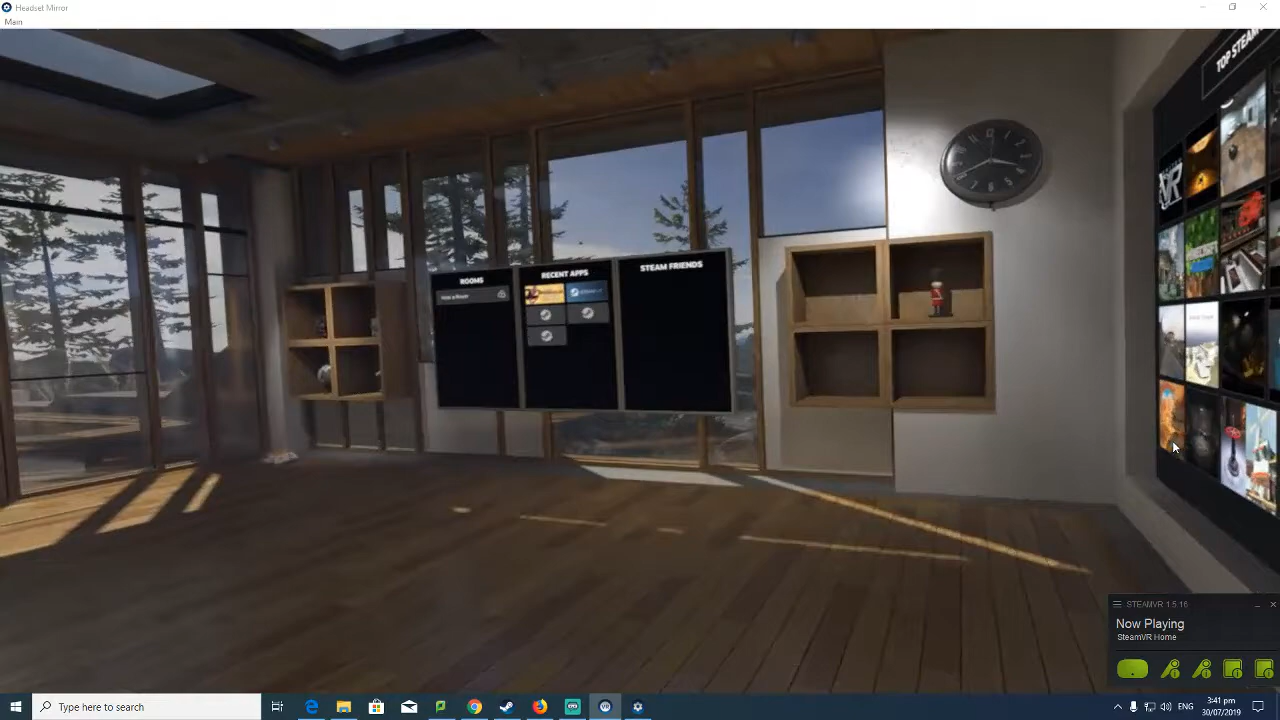 Headset Mirror
Main
TOP STEAM
VR
ROOMS
RECENT APPS
STEAM FRIENDS
STEAMVR 1.5.16
Now Playing
SteamVR Home
Type here to search
ENG
3:41 pm
30/07/2019